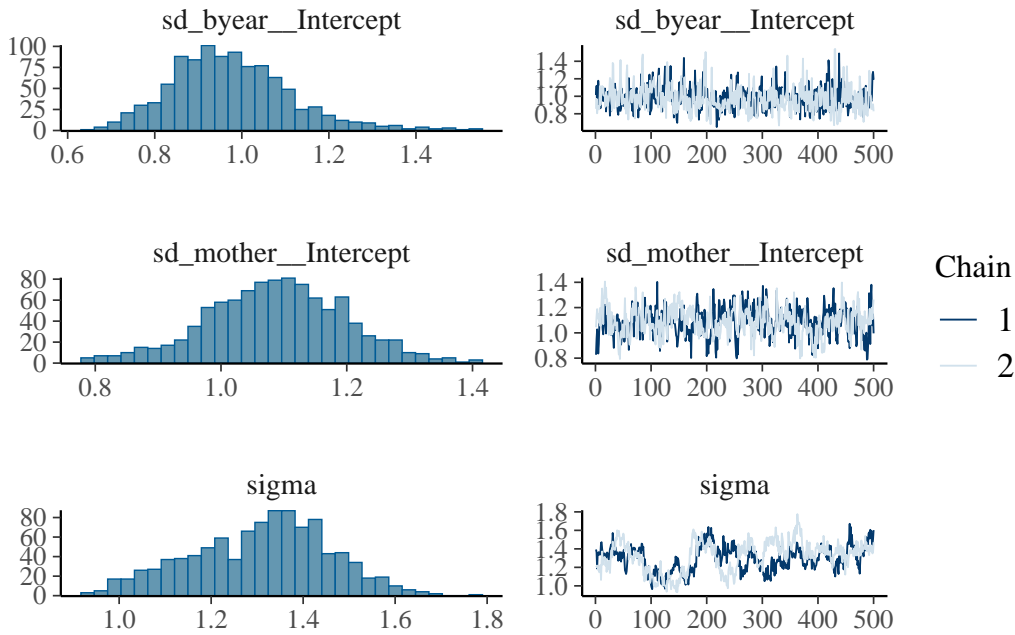 sd_byear__Intercept
100
75
50
25
0
0.6 0.8 1.0 1.2 1.4
sd_byear__Intercept
1.4
1.2
1.0
0.8
0 100 200 300 400 500
sd_mother__Intercept
80
60
40
20
0
0.8 1.0 1.2 1.4
sd_mother__Intercept
1.4
1.2
1.0
0.8
0 100 200 300 400 500
Chain
1
2
sigma
80
60
40
20
0
1.0 1.2 1.4 1.6 1.8
sigma
1.8
1.6
1.4
1.2
1.0
0 100 200 300 400 500